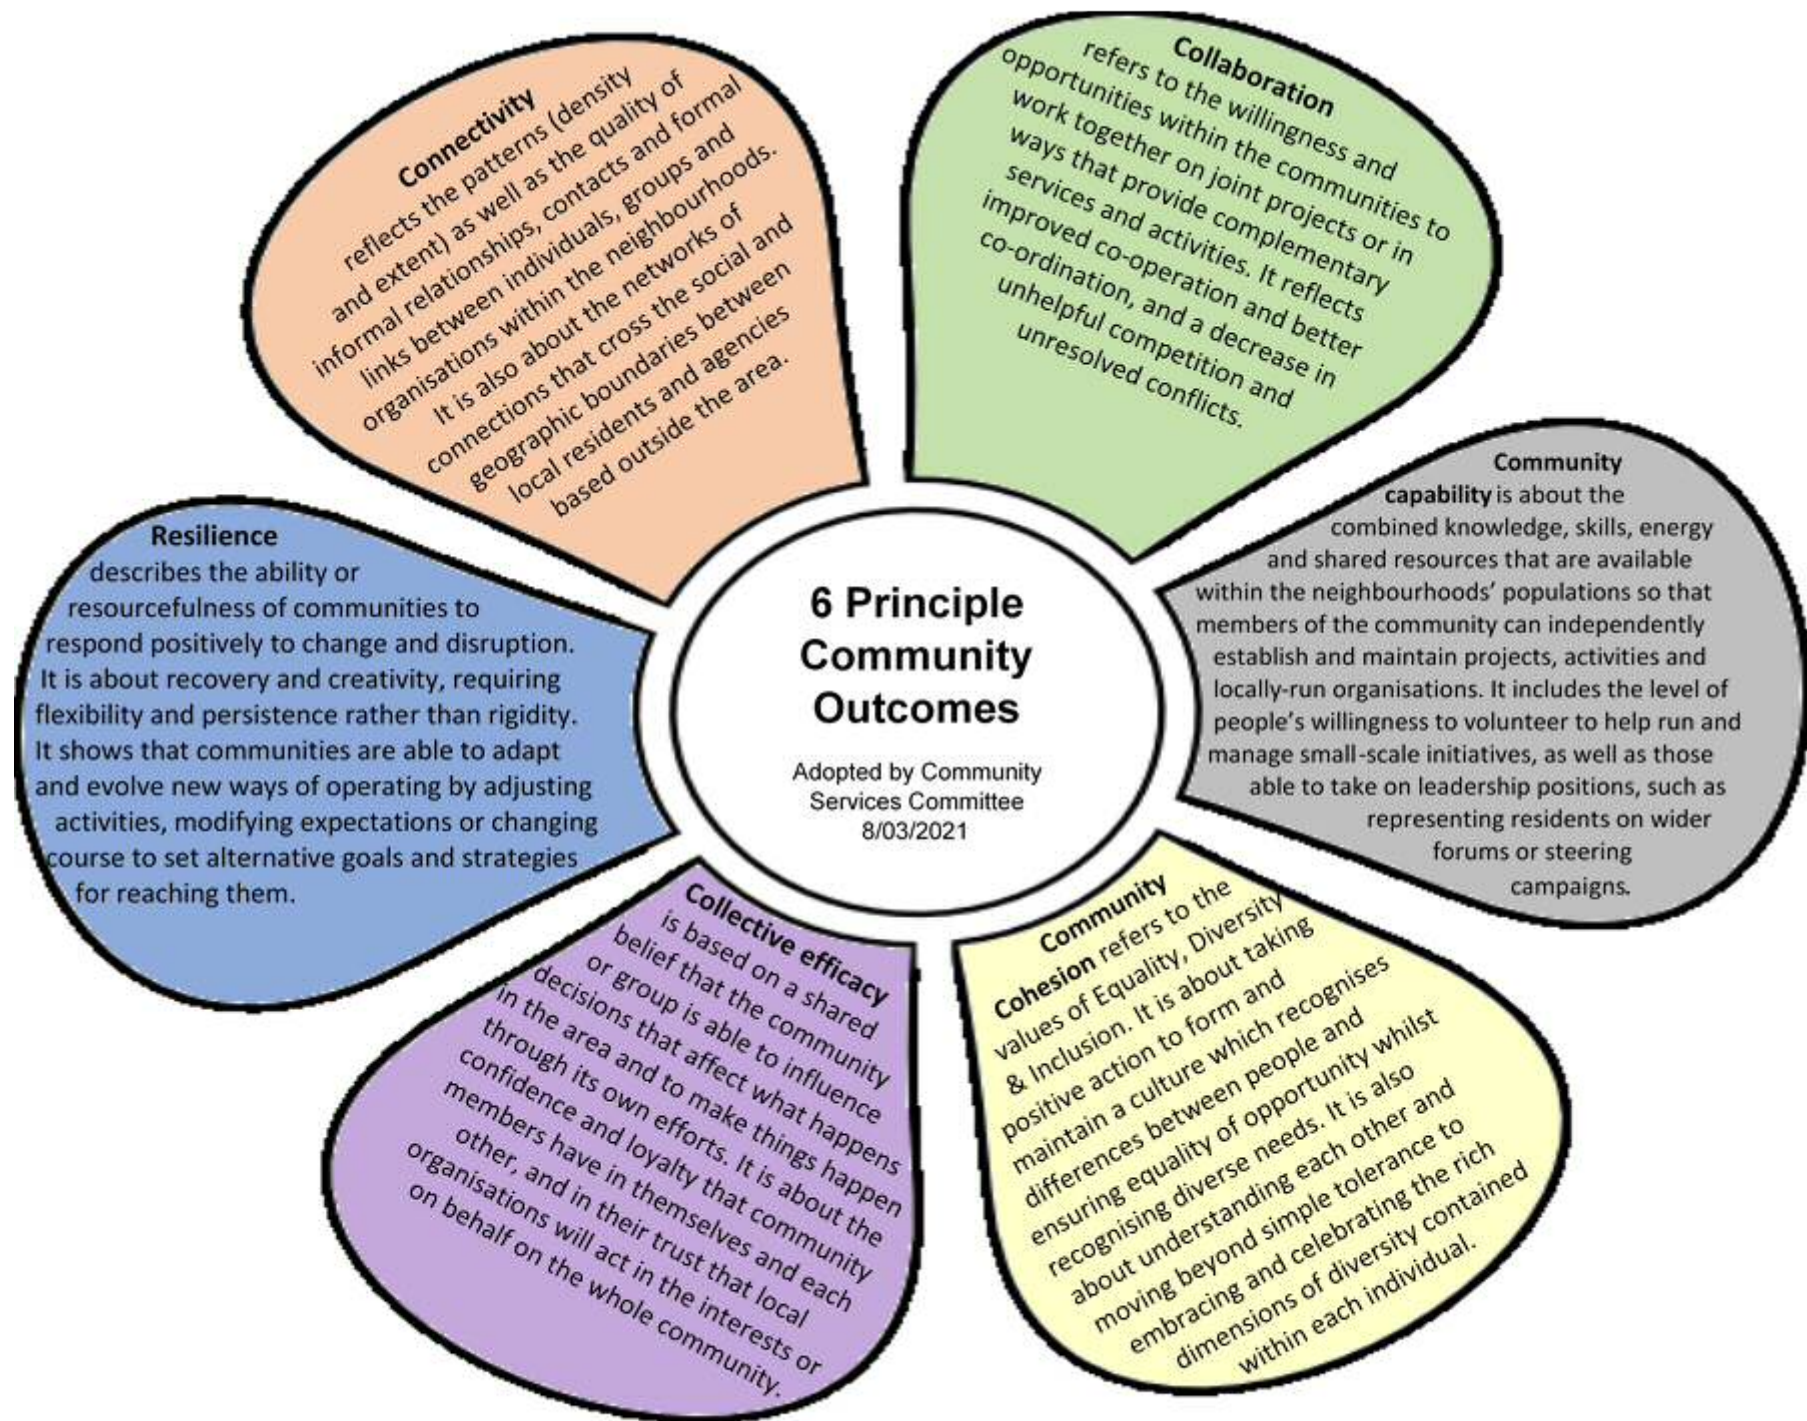 6 Principle
Community
Outcomes
Adopted by Community
Services Committee
8/03/2021
Connectivity
reflects the patterns (density
and extent) as well as the quality of
informal relationships, contacts and formal
links between individuals, groups and
organisations within the neighbourhoods.
It is also about the networks of
connections that cross the social and
geographic boundaries between
local residents and agencies
based outside the area.
Collaboration
refers to the willingness and
opportunities within the communities to
work together on joint projects or in
ways that provide complementary
services and activities. It reflects
improved co-operation and better
co-ordination, and a decrease in
unhelpful competition and
unresolved conflicts.
Community
capability is about the
combined knowledge, skills, energy
and shared resources that are available
within the neighbourhoods’ populations so that
members of the community can independently
establish and maintain projects, activities and
locally-run organisations. It includes the level of
people’s willingness to volunteer to help run and
manage small-scale initiatives, as well as those
able to take on leadership positions, such as
representing residents on wider
forums or steering
campaigns.
Community
Cohesion refers to the
values of Equality, Diversity
& Inclusion. It is about taking
positive action to form and
maintain a culture which recognises
differences between people and
ensuring equality of opportunity whilst
recognising diverse needs. It is also
about understanding each other and
moving beyond simple tolerance to
embracing and celebrating the rich
dimensions of diversity contained
within each individual.
Collective efficacy
is based on a shared
belief that the community
or group is able to influence
decisions that affect what happens
in the area and to make things happen
through its own efforts. It is about the
confidence and loyalty that community
members have in themselves and each
other, and in their trust that local
organisations will act in the interests or
on behalf on the whole community.
Resilience
describes the ability or
resourcefulness of communities to
respond positively to change and disruption.
It is about recovery and creativity, requiring
flexibility and persistence rather than rigidity.
It shows that communities are able to adapt
and evolve new ways of operating by adjusting
activities, modifying expectations or changing
course to set alternative goals and strategies
for reaching them.